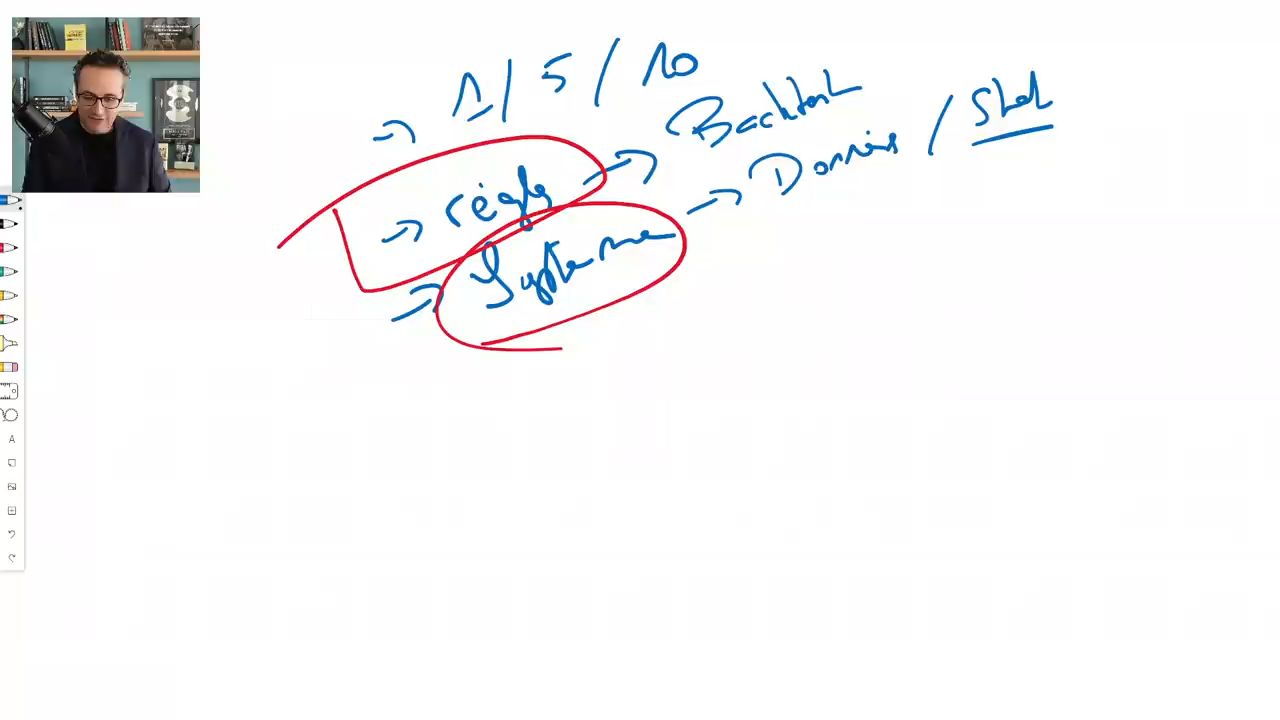 → 1 / 5 / 10
→ règle → Backtest
→ Système → Données / Stat
A